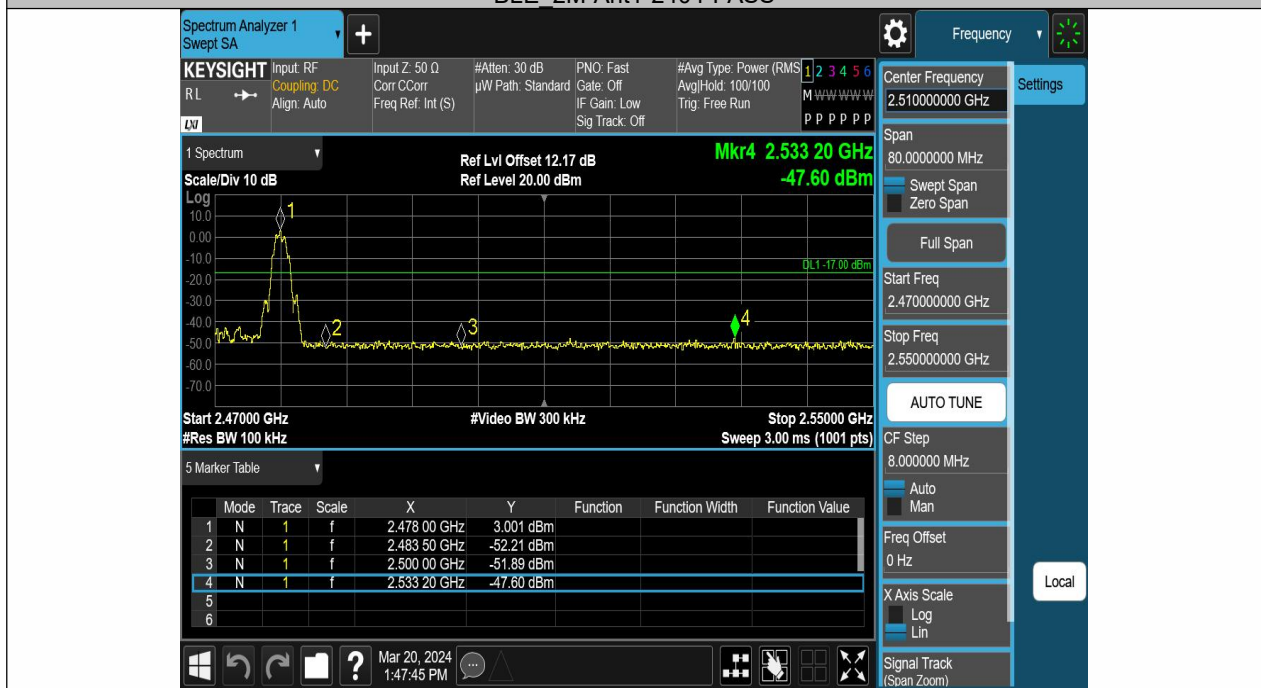 Spectrum Analyzer 1
Swept SA
+
Frequency
KEYSIGHT
RL
LXI
Input: RF
Coupling: DC
Align: Auto
Input Z: 50 Ω
Corr CCorr
Freq Ref: Int (S)
#Atten: 30 dB
µW Path: Standard
PNO: Fast
Gate: Off
IF Gain: Low
Sig Track: Off
#Avg Type: Power (RMS
Avg|Hold: 100/100
Trig: Free Run
1 2 3 4 5 6
M W W W W W
P P P P P P
Center Frequency
2.510000000 GHz
Settings
Span
80.0000000 MHz
Swept Span
Zero Span
Full Span
Start Freq
2.470000000 GHz
Stop Freq
2.550000000 GHz
AUTO TUNE
CF Step
8.000000 MHz
Auto
Man
Freq Offset
0 Hz
X Axis Scale
Log
Lin
Signal Track
(Span Zoom)
Local
1 Spectrum
Scale/Div 10 dB
Ref Lvl Offset 12.17 dB
Ref Level 20.00 dBm
Mkr4 2.533 20 GHz
-47.60 dBm
Log
10.0
0.00
-10.0
-20.0
-30.0
-40.0
-50.0
-60.0
-70.0
1
2
3
4
DL1 -17.00 dBm
Start 2.47000 GHz
#Video BW 300 kHz
Stop 2.55000 GHz
#Res BW 100 kHz
Sweep 3.00 ms (1001 pts)
5 Marker Table
Mode Trace Scale X Y Function Function Width Function Value
1 N 1 f 2.478 00 GHz 3.001 dBm
2 N 1 f 2.483 50 GHz -52.21 dBm
3 N 1 f 2.500 00 GHz -51.89 dBm
4 N 1 f 2.533 20 GHz -47.60 dBm
5
6
?
Mar 20, 2024
1:47:45 PM